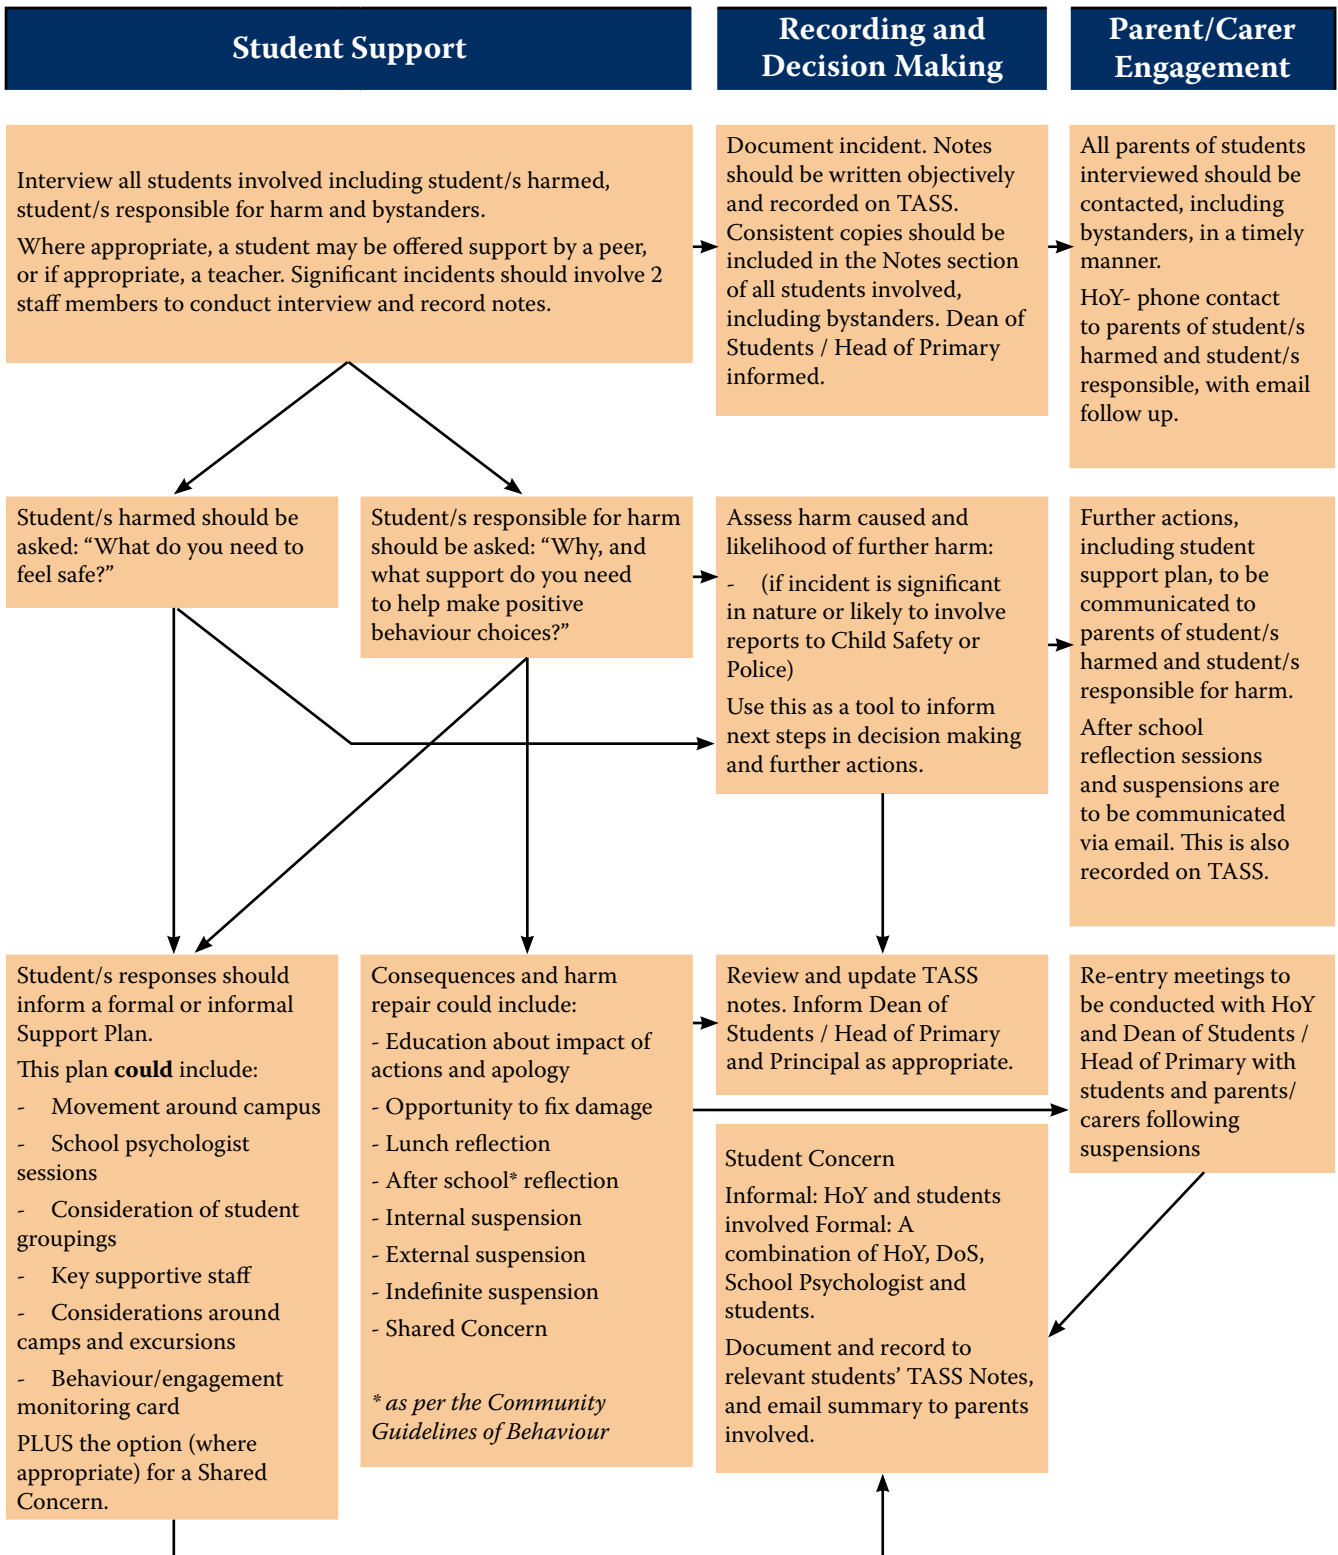 Student Support
Recording and
Decision Making
Parent/Carer
Engagement
Interview all students involved including student/s harmed,
student/s responsible for harm and bystanders.
Where appropriate, a student may be offered support by a peer,
or if appropriate, a teacher. Significant incidents should involve 2
staff members to conduct interview and record notes.
Document incident. Notes
should be written objectively
and recorded on TASS.
Consistent copies should be
included in the Notes section
of all students involved,
including bystanders. Dean of
Students / Head of Primary
informed.
All parents of students
interviewed should be
contacted, including
bystanders, in a timely
manner.
HoY- phone contact
to parents of student/s
harmed and student/s
responsible, with email
follow up.
Student/s harmed should be
asked: “What do you need to
feel safe?”
Student/s responsible for harm
should be asked: “Why, and
what support do you need
to help make positive
behaviour choices?”
Assess harm caused and
likelihood of further harm:
- (if incident is significant
in nature or likely to involve
reports to Child Safety or
Police)
Use this as a tool to inform
next steps in decision making
and further actions.
Further actions,
including student
support plan, to be
communicated to
parents of student/s
harmed and student/s
responsible for harm.
After school
reflection sessions
and suspensions are
to be communicated
via email. This is also
recorded on TASS.
Student/s responses should
inform a formal or informal
Support Plan.
This plan could include:
- Movement around campus
- School psychologist
sessions
- Consideration of student
groupings
- Key supportive staff
- Considerations around
camps and excursions
- Behaviour/engagement
monitoring card
PLUS the option (where
appropriate) for a Shared
Concern.
Consequences and harm
repair could include:
- Education about impact of
actions and apology
- Opportunity to fix damage
- Lunch reflection
- After school* reflection
- Internal suspension
- External suspension
- Indefinite suspension
- Shared Concern
* as per the Community
Guidelines of Behaviour
Review and update TASS
notes. Inform Dean of
Students / Head of Primary
and Principal as appropriate.
Student Concern
Informal: HoY and students
involved Formal: A
combination of HoY, DoS,
School Psychologist and
students.
Document and record to
relevant students’ TASS Notes,
and email summary to parents
involved.
Re-entry meetings to
be conducted with HoY
and Dean of Students /
Head of Primary with
students and parents/
carers following
suspensions